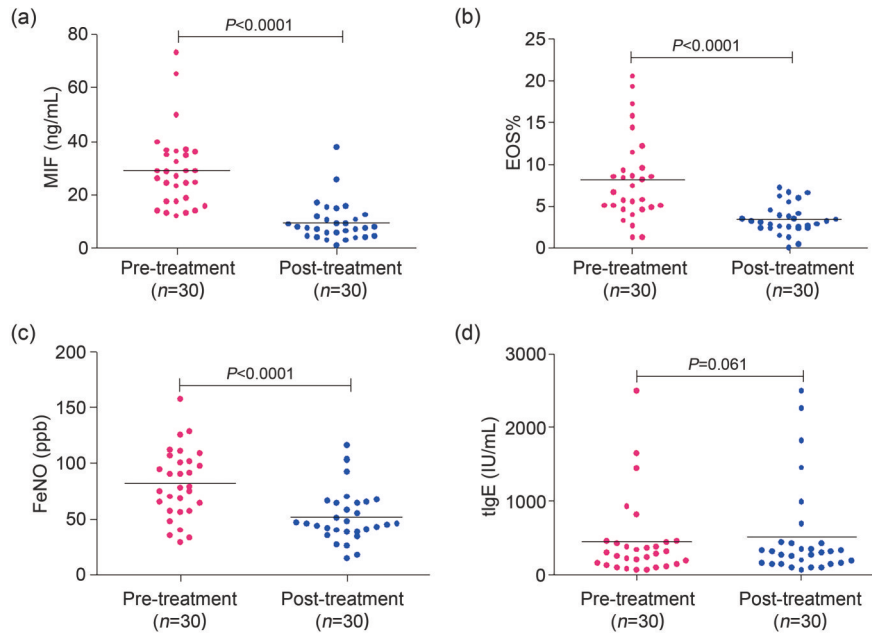 (a)
P<0.0001
MIF (ng/mL)
80
60
40
20
0
Pre-treatment
(n=30)
Post-treatment
(n=30)
(b)
P<0.0001
EOS%
25
20
15
10
5
0
Pre-treatment
(n=30)
Post-treatment
(n=30)
(c)
P<0.0001
FeNO (ppb)
200
150
100
50
0
Pre-treatment
(n=30)
Post-treatment
(n=30)
(d)
P=0.061
tIgE (IU/mL)
3000
2000
1000
500
0
Pre-treatment
(n=30)
Post-treatment
(n=30)